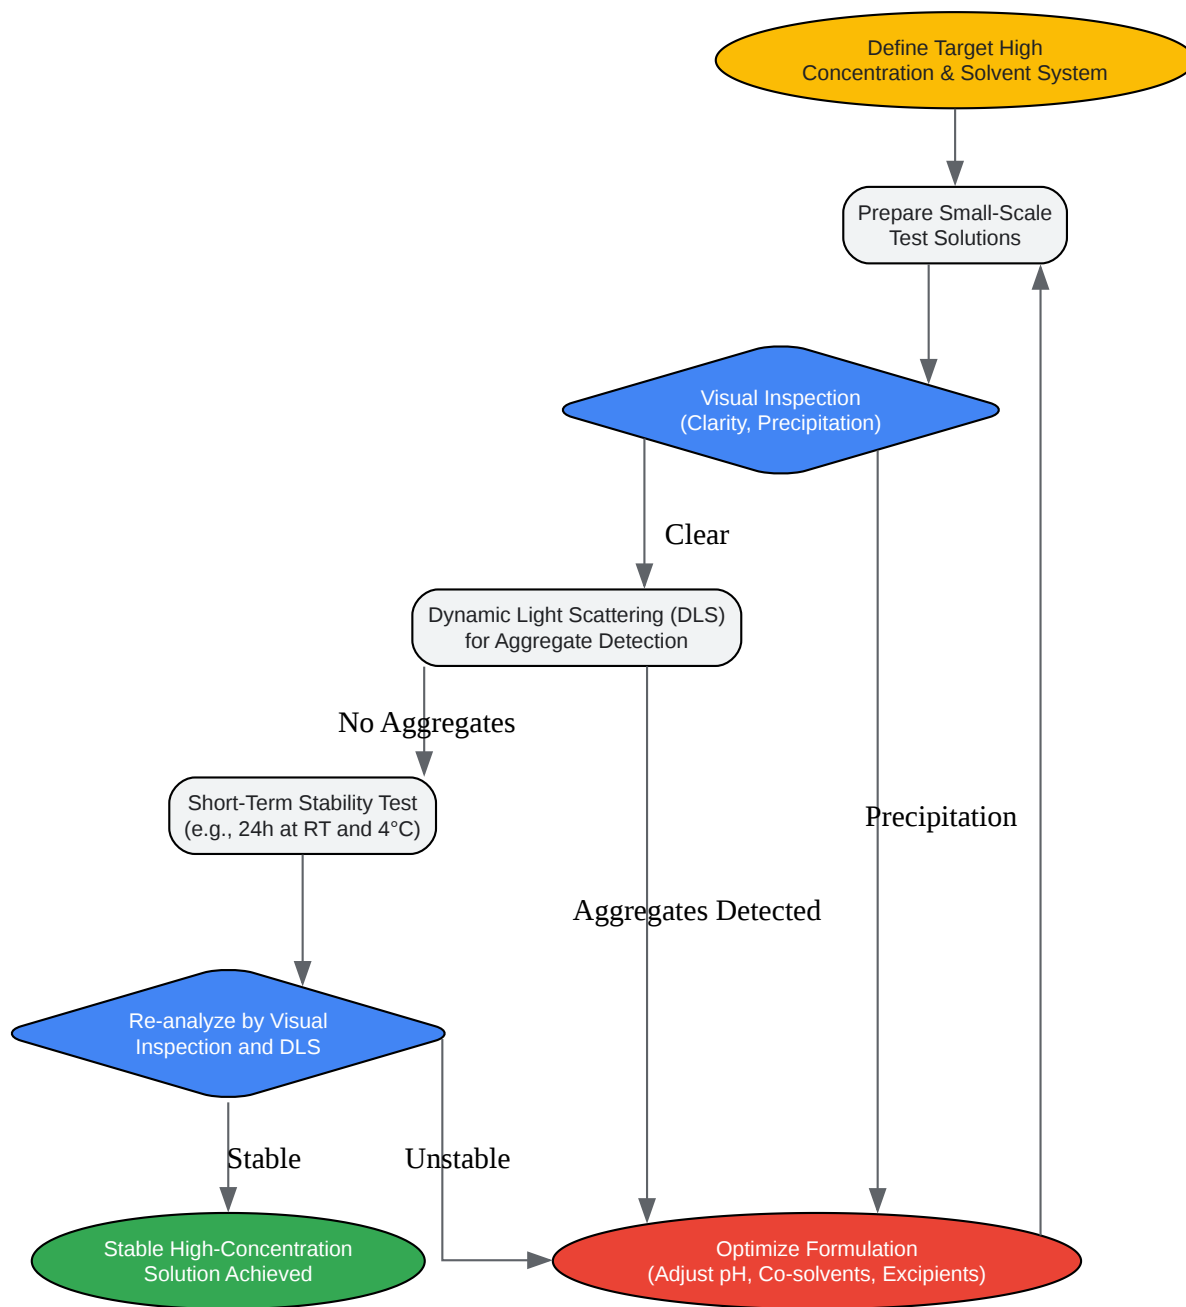 Define Target High
Concentration & Solvent System
Prepare Small-Scale
Test Solutions
Visual Inspection
(Clarity, Precipitation)
Clear
Dynamic Light Scattering (DLS)
for Aggregate Detection
No Aggregates
Short-Term Stability Test
(e.g., 24h at RT and 4°C)
Precipitation
Aggregates Detected
Re-analyze by Visual
Inspection and DLS
Stable
Unstable
Stable High-Concentration
Solution Achieved
Optimize Formulation
(Adjust pH, Co-solvents, Excipients)